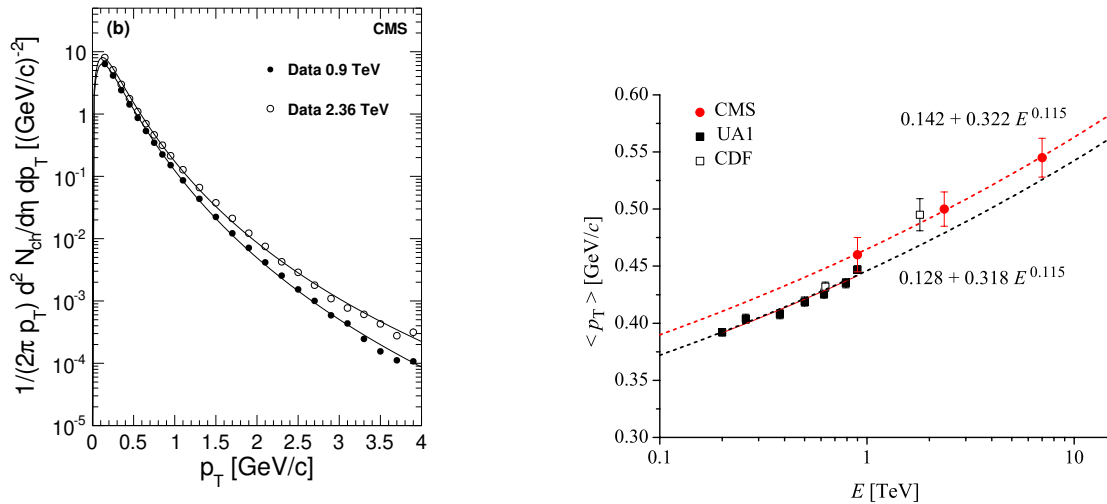 (b)
CMS
Data 0.9 TeV
Data 2.36 TeV
1/(2π p_T) d² N_ch/dη dp_T [(GeV/c)⁻²]
10
1
10⁻¹
10⁻²
10⁻³
10⁻⁴
10⁻⁵
0 0.5 1 1.5 2 2.5 3 3.5 4
p_T [GeV/c]
CMS
UA1
CDF
0.142 + 0.322 E^0.115
0.128 + 0.318 E^0.115
< p_T > [GeV/c]
0.60
0.55
0.50
0.45
0.40
0.35
0.30
0.1 1 10
E [TeV]